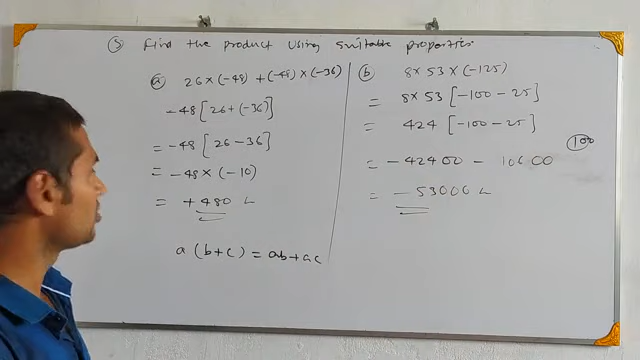 ⑤ Find the product using suitable properties.
ⓐ 26 × (-48) + (-48) × (-36)
-48 [26 + (-36)]
= -48 [26 - 36]
= -48 × (-10)
= +480
a (b+c) = ab + ac
ⓑ 8 × 53 × (-125)
= 8 × 53 [-100 - 25]
= 424 [-100 - 25]
100
= -42400 - 10600
= -53000